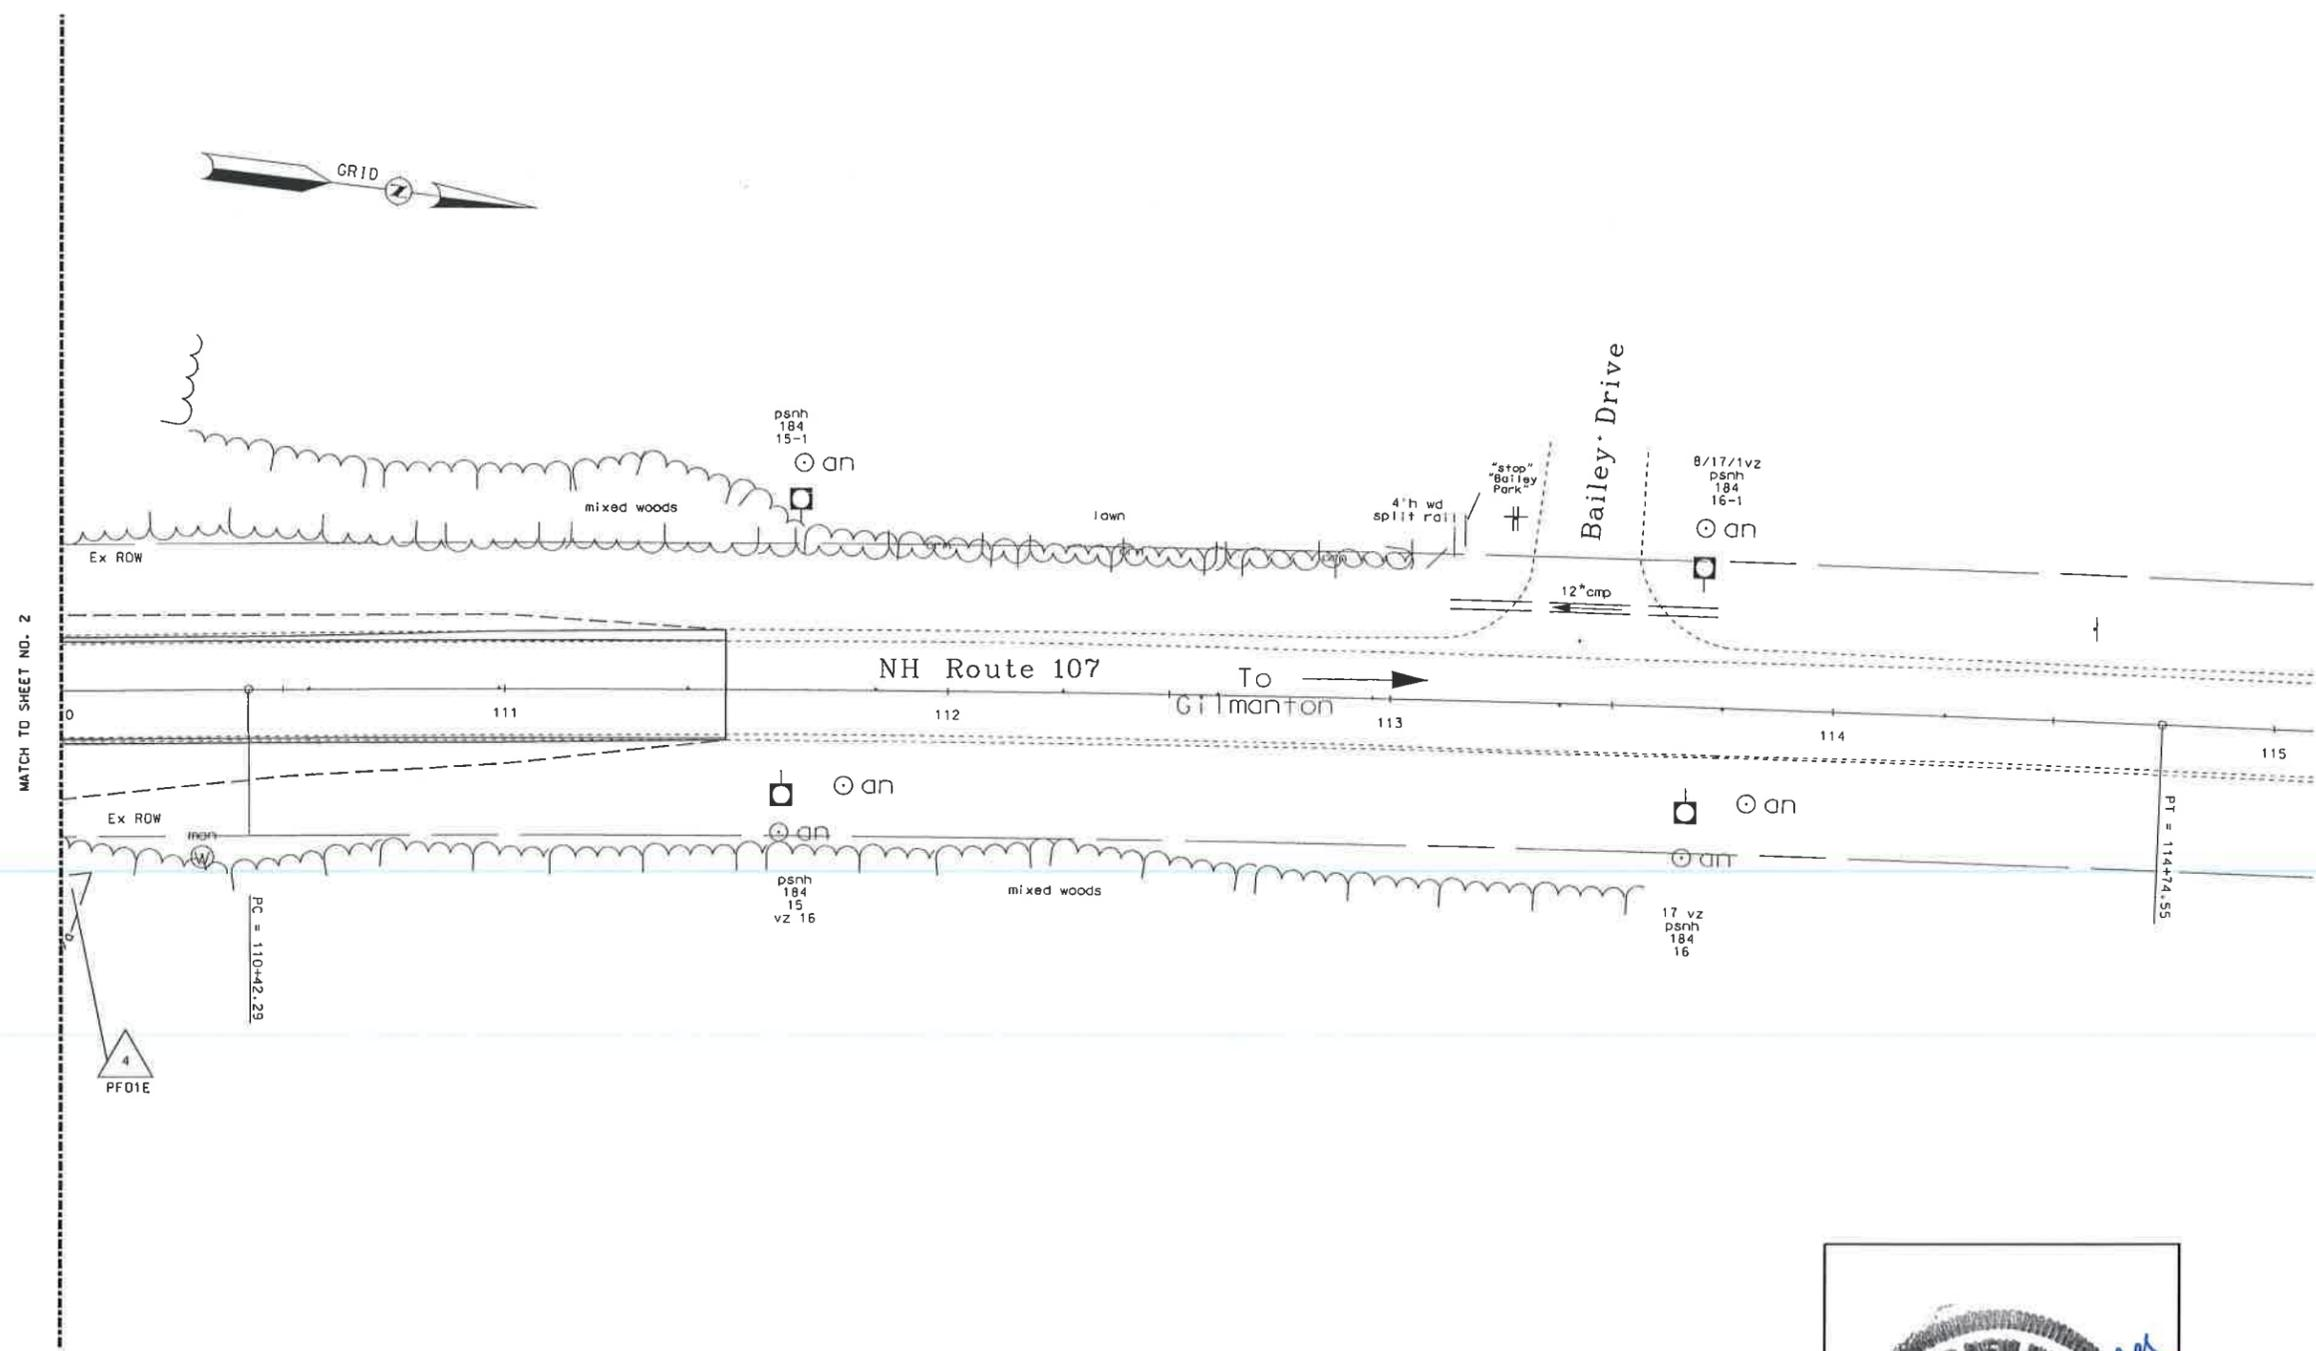 MATCH TO SHEET NO. 2
GRID
Z
psnh
184
15-1
an
mixed woods
lawn
4'h wd
split rail
"stop"
"Bailey
Park"
Bailey Drive
8/17/1vz
psnh
184
16-1
an
Ex ROW
12"cmp
NH Route 107
To
Gilmanton
0
111
112
113
114
115
an
an
Ex ROW
mon
W
an
an
psnh
184
15
vz 16
mixed woods
17 vz
psnh
184
16
PC = 110+42.29
PT = 114+74.55
4
PF01E